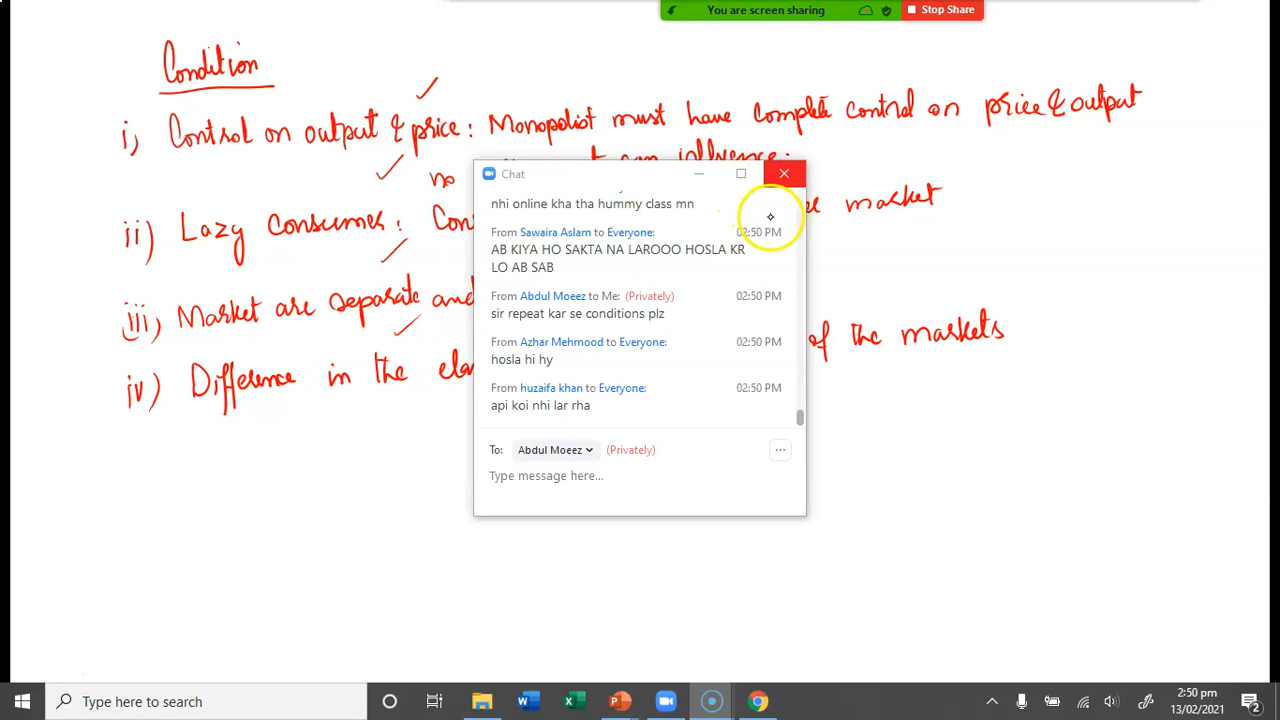 You are screen sharing
Stop Share
Condition
i) Control on output & price : Monopolist must have complete control on price & output
no influence.
ii) Lazy Consumer : market
iii) Market are separate and
iv) Difference in the of the markets
Chat
nhi online kha tha hummy class mn
From Sawaira Aslam to Everyone: 02:50 PM
AB KIYA HO SAKTA NA LAROOO HOSLA KR
LO AB SAB
From Abdul Moeez to Me: (Privately) 02:50 PM
sir repeat kar se conditions plz
From Azhar Mehmood to Everyone: 02:50 PM
hosla hi hy
From huzaifa khan to Everyone: 02:50 PM
api koi nhi lar rha
To: Abdul Moeez (Privately)
Type message here...
Type here to search
2:50 pm
13/02/2021
2